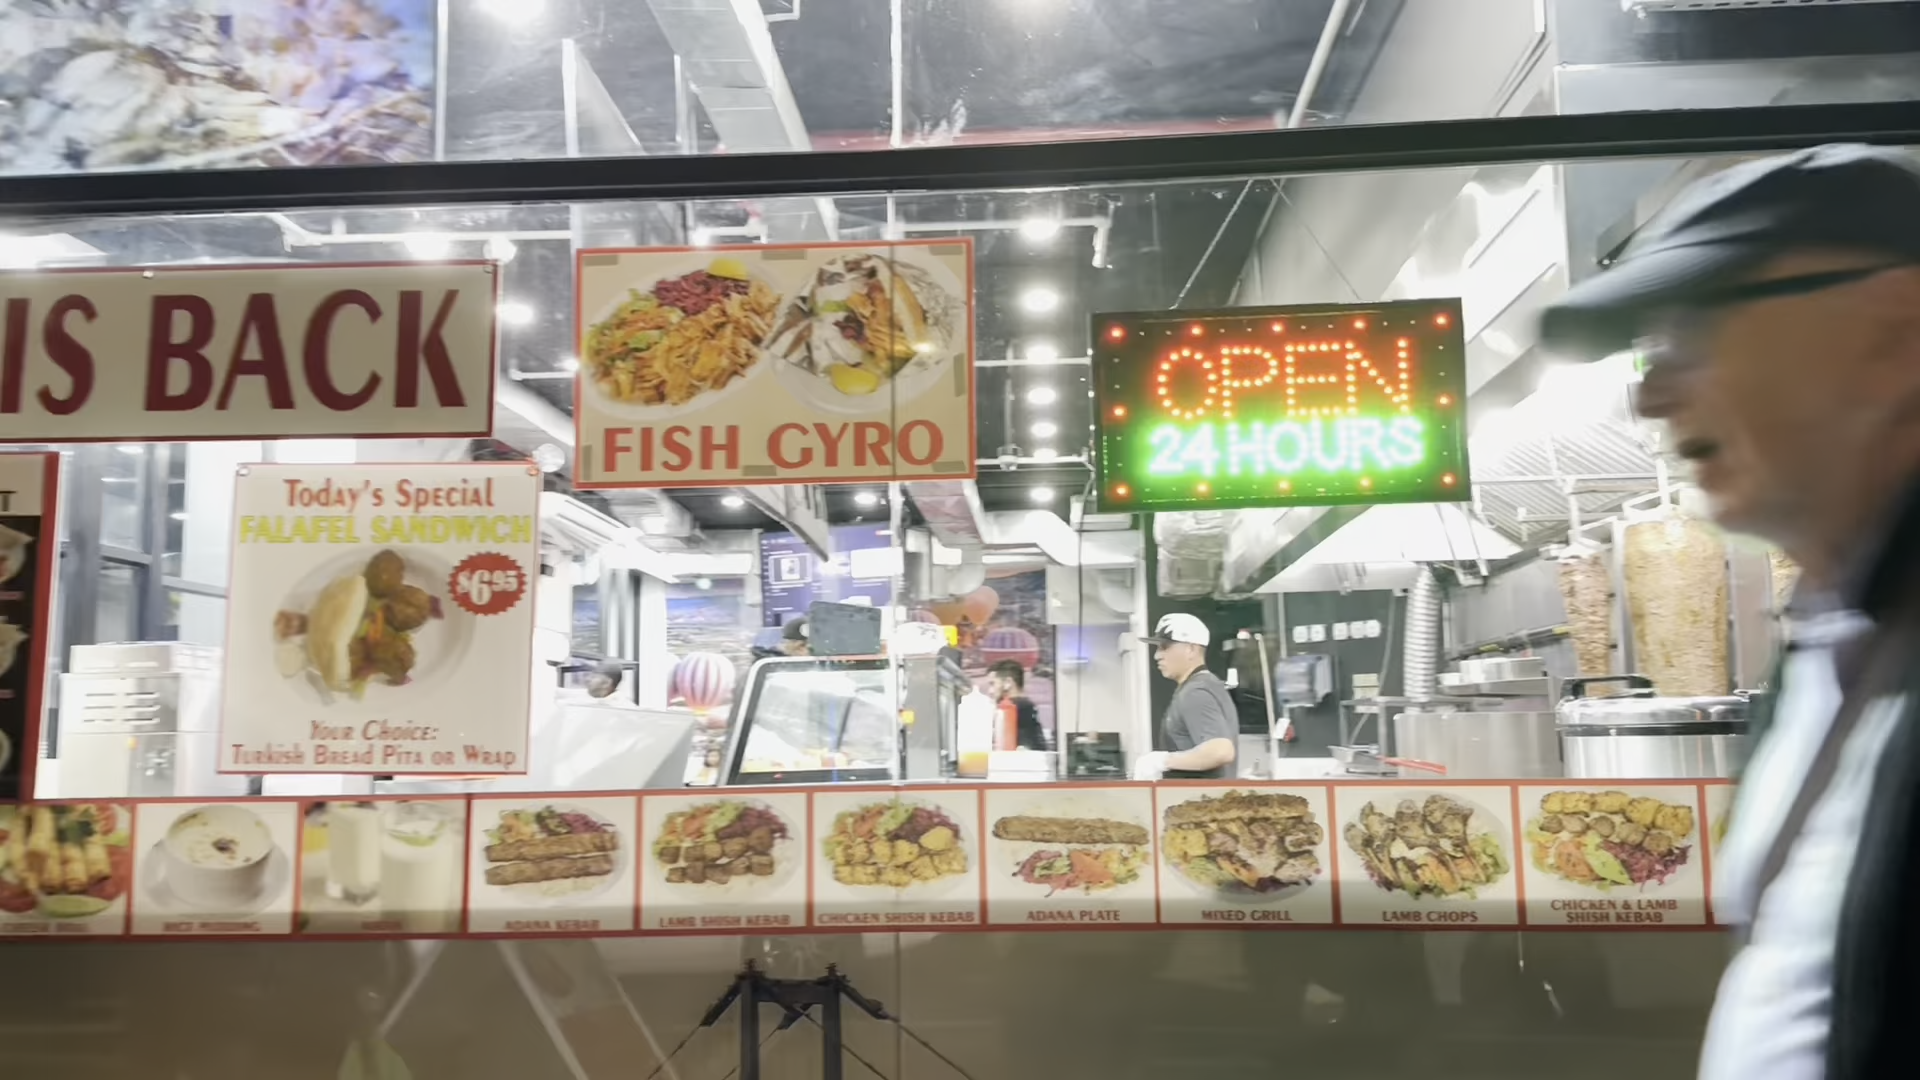 IS BACK
FISH GYRO
OPEN
24 HOURS
T
Today's Special
FALAFEL SANDWICH
$6.95
Your Choice:
Turkish Bread Pita or Wrap
RICE PUDDING
ADANA KEBAB
LAMB SHISH KEBAB
CHICKEN SHISH KEBAB
ADANA PLATE
MIXED GRILL
LAMB CHOPS
CHICKEN & LAMB
SHISH KEBAB